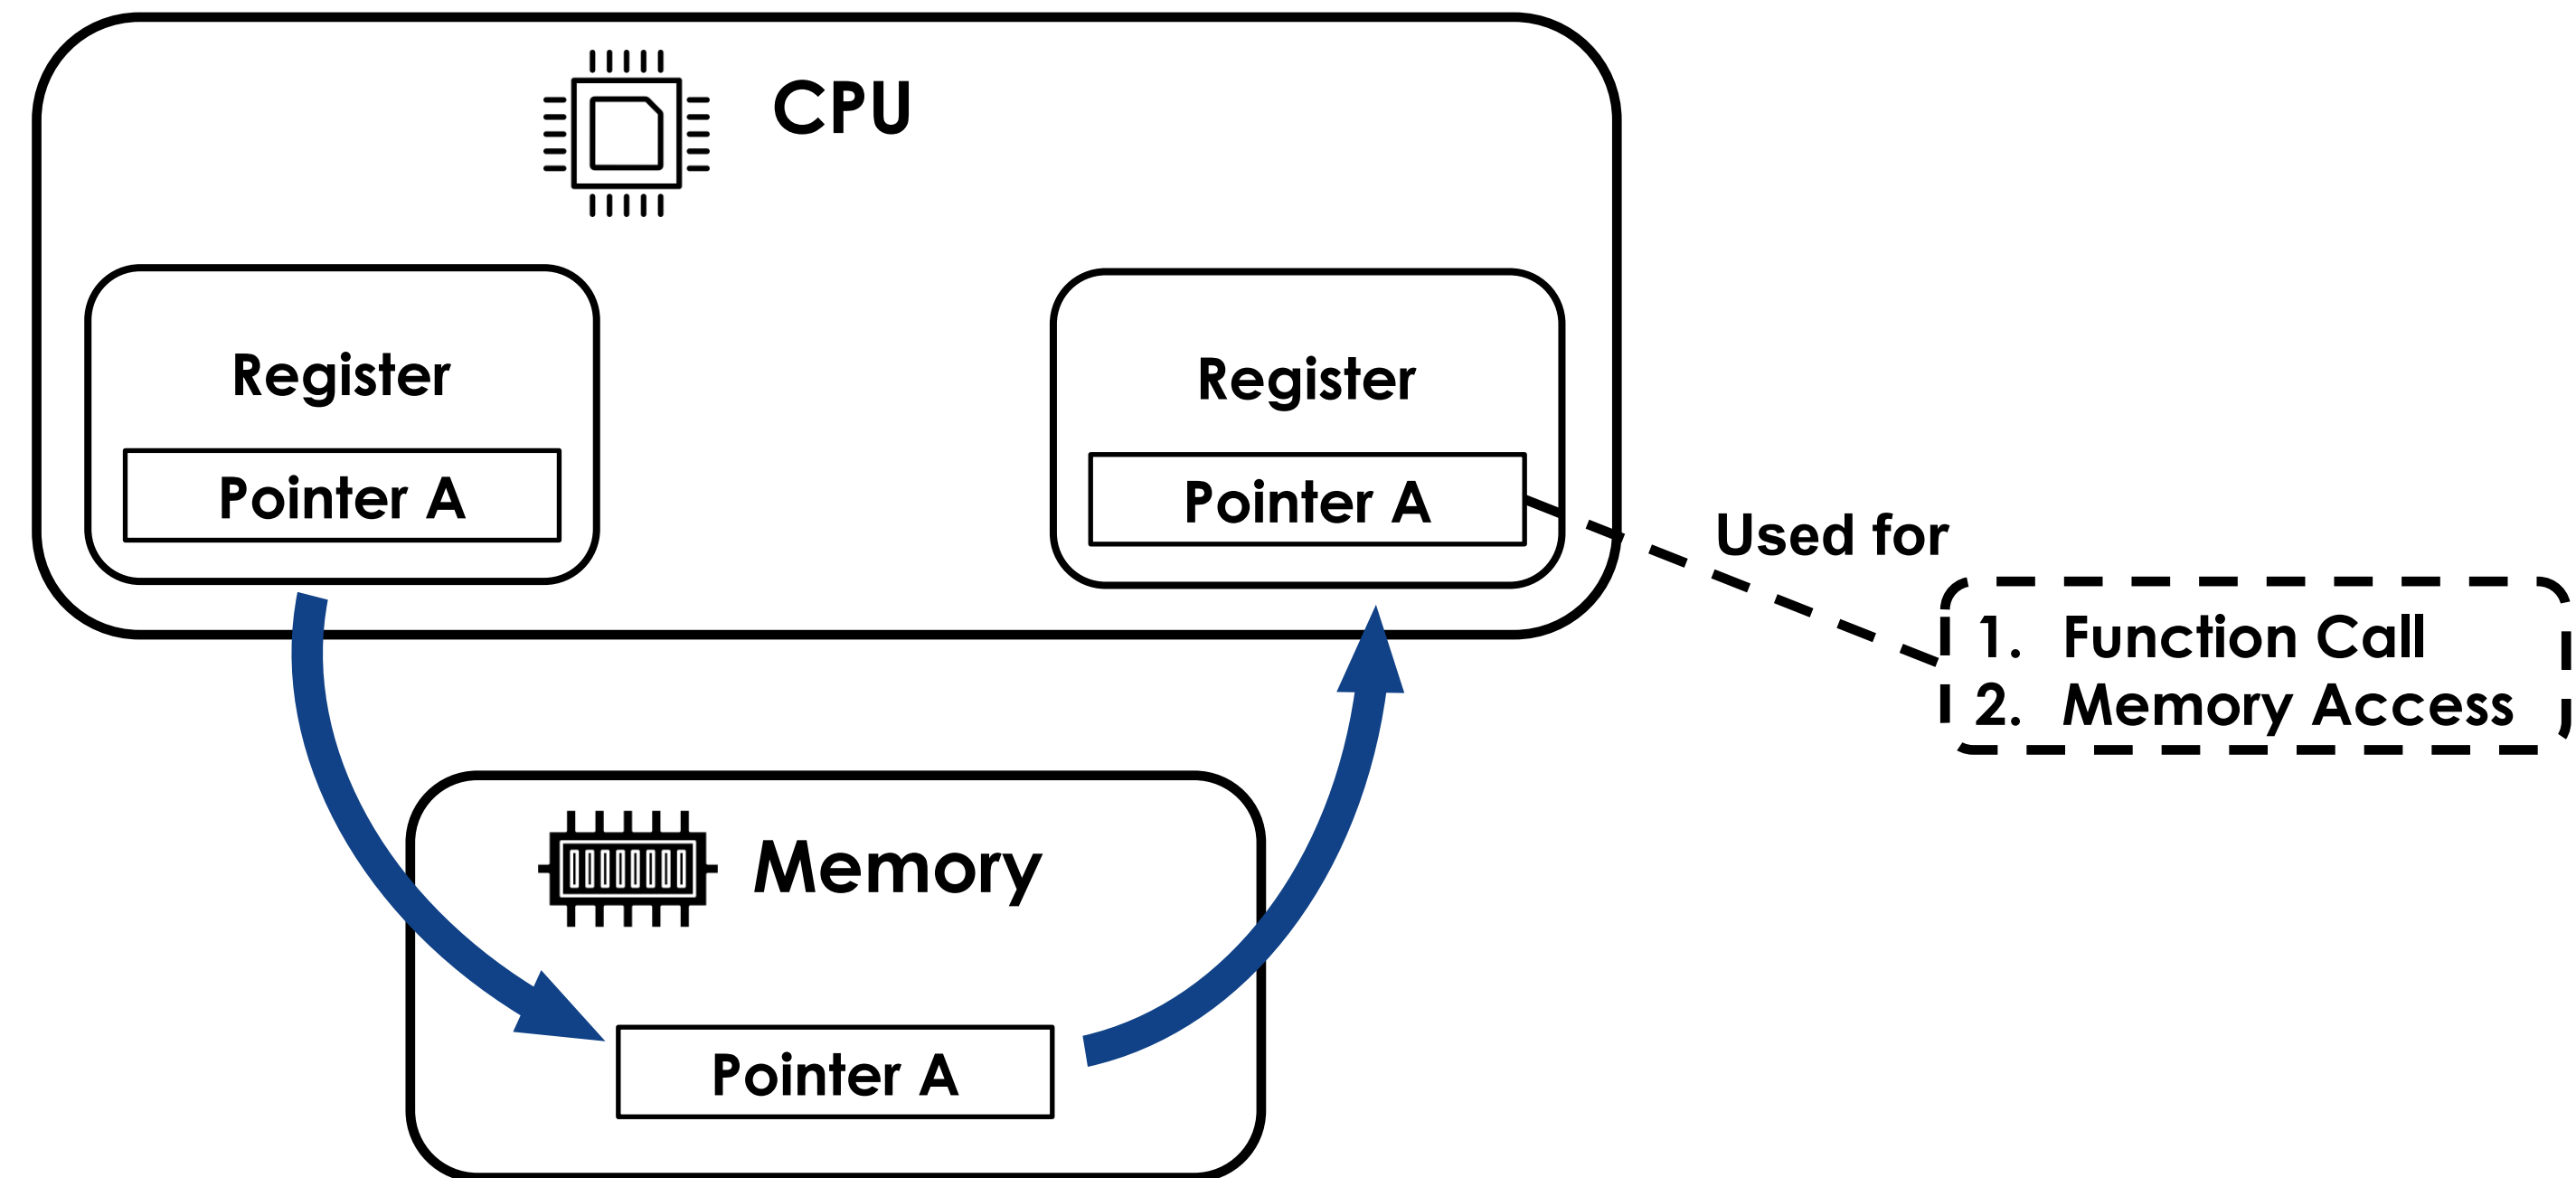 CPU
Register
Pointer A
Register
Pointer A
Used for
1. Function Call
2. Memory Access
Memory
Pointer A